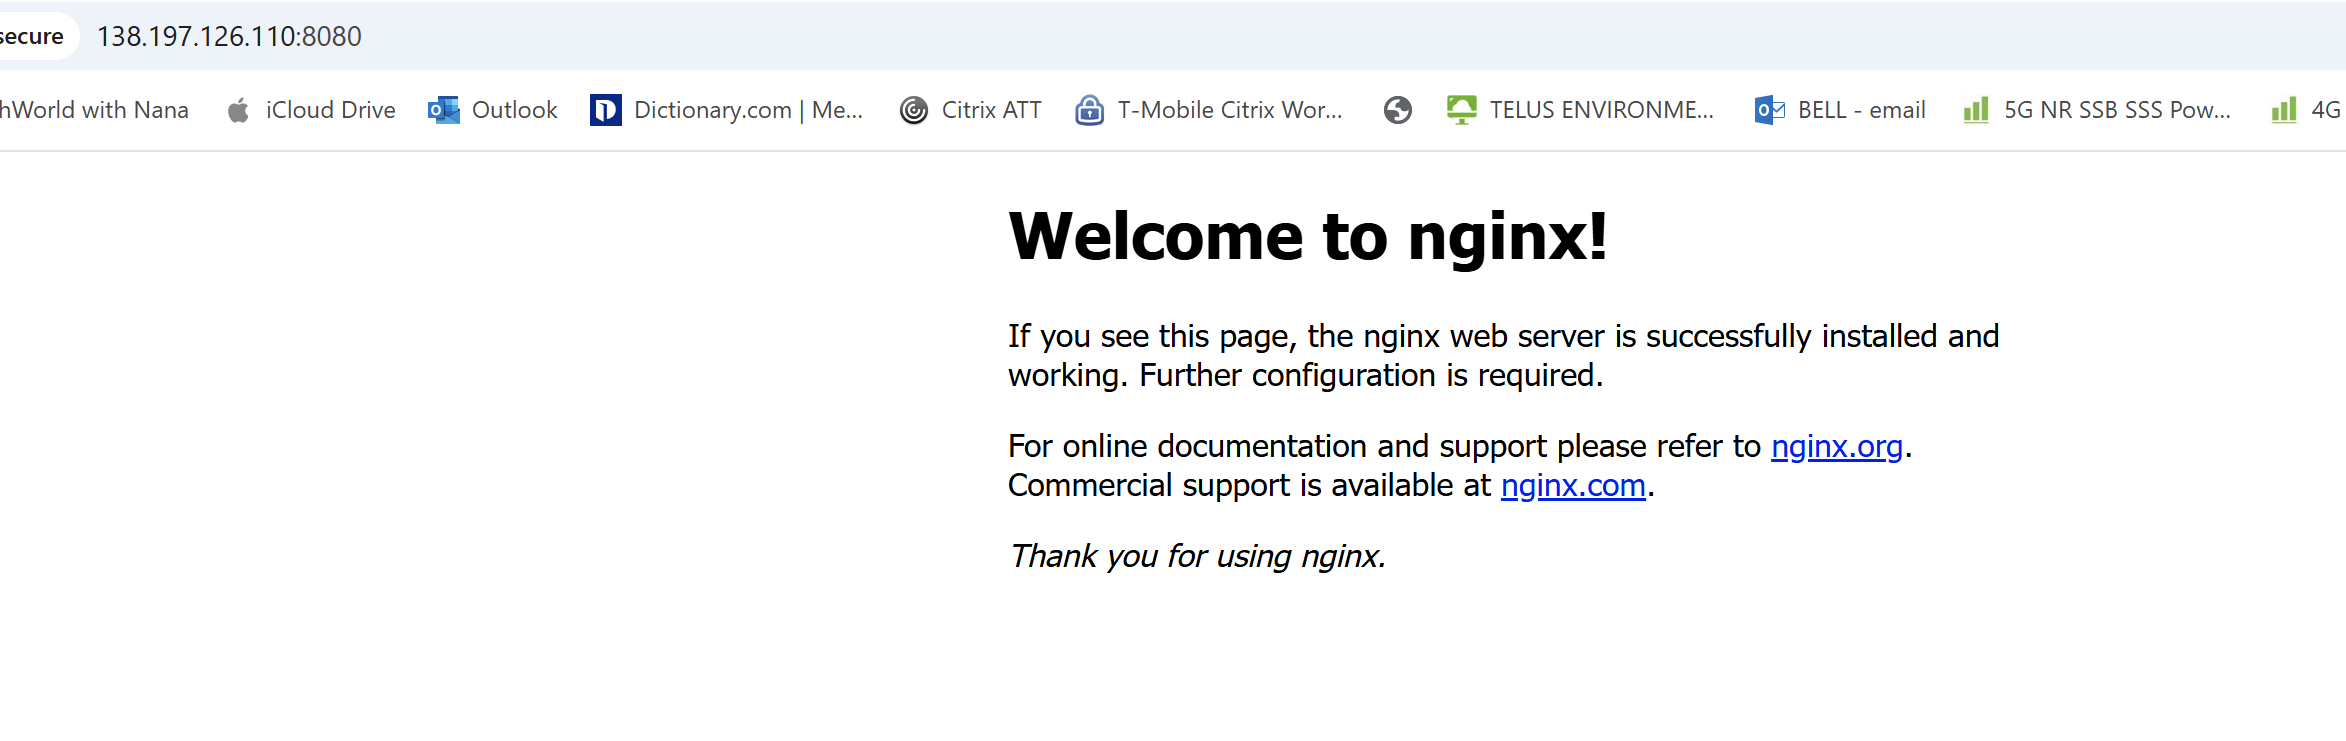 secure 138.197.126.110:8080
hWorld with Nana iCloud Drive Outlook Dictionary.com | Me... Citrix ATT T-Mobile Citrix Wor... TELUS ENVIRONME... BELL - email 5G NR SSB SSS Pow... 4G
Welcome to nginx!
If you see this page, the nginx web server is successfully installed and
working. Further configuration is required.
For online documentation and support please refer to nginx.org.
Commercial support is available at nginx.com.
Thank you for using nginx.